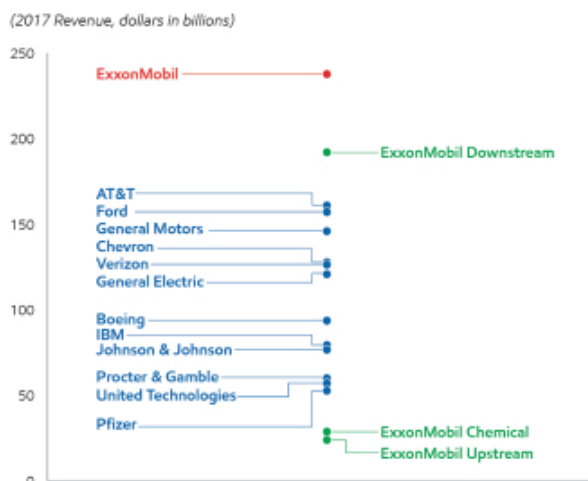 (2017 Revenue, dollars in billions)
250
ExxonMobil
200
ExxonMobil Downstream
AT&T
Ford
150
General Motors
Chevron
Verizon
General Electric
100
Boeing
IBM
Johnson & Johnson
Procter & Gamble
50
United Technologies
Pfizer
ExxonMobil Chemical
ExxonMobil Upstream
0